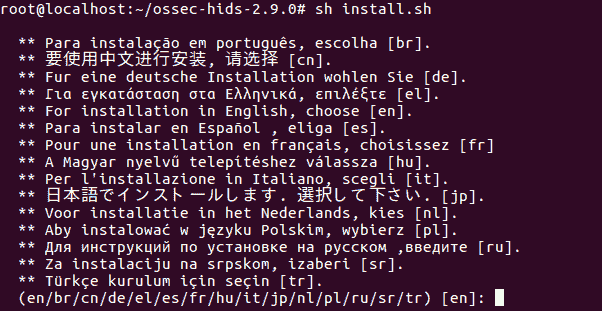 root@localhost:~/ossec-hids-2.9.0# sh install.sh
** Para instalação em português, escolha [br].
** 要使用中文进行安装, 请选择 [cn].
** Fur eine deutsche Installation wohlen Sie [de].
** Για εγκατάσταση στα Ελληνικά, επιλέξτε [el].
** For installation in English, choose [en].
** Para instalar en Español , eliga [es].
** Pour une installation en français, choisissez [fr]
** A Magyar nyelvű telepítéshez válassza [hu].
** Per l'installazione in Italiano, scegli [it].
** 日本語でインストールします．選択して下さい．[jp].
** Voor installatie in het Nederlands, kies [nl].
** Aby instalować w języku Polskim, wybierz [pl].
** Для инструкций по установке на русском ,введите [ru].
** Za instalaciju na srpskom, izaberi [sr].
** Türkçe kurulum için seçin [tr].
(en/br/cn/de/el/es/fr/hu/it/jp/nl/pl/ru/sr/tr) [en]: